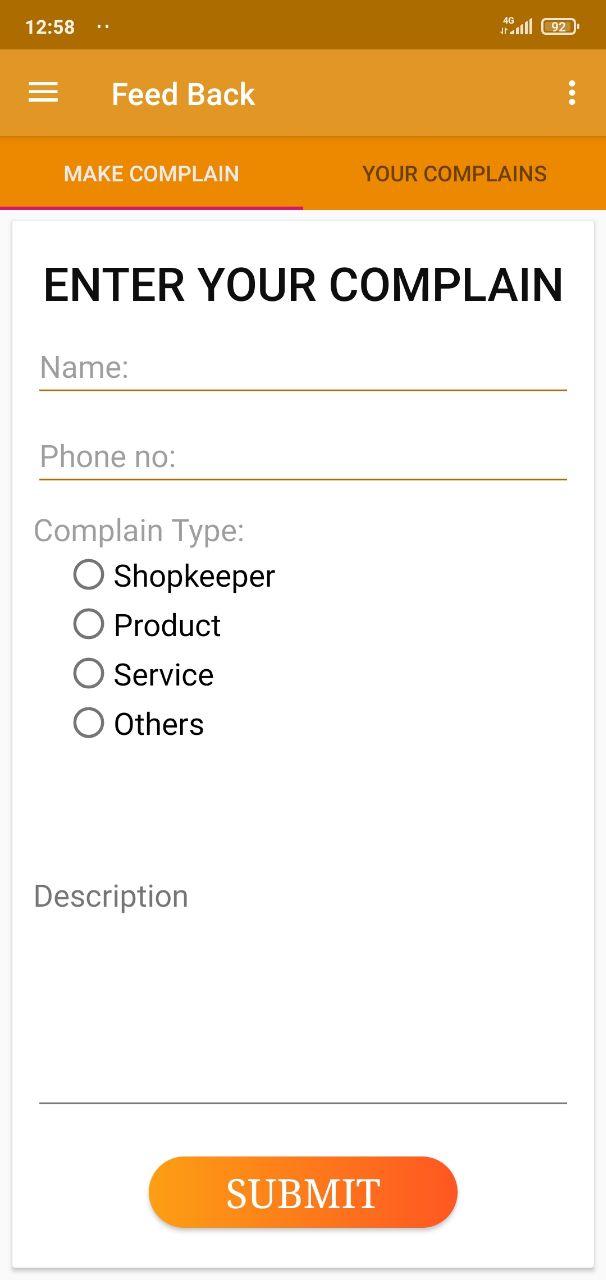 12:58
4G
92
Feed Back
MAKE COMPLAIN
YOUR COMPLAINS
ENTER YOUR COMPLAIN
Name:
Phone no:
Complain Type:
Shopkeeper
Product
Service
Others
Description
SUBMIT